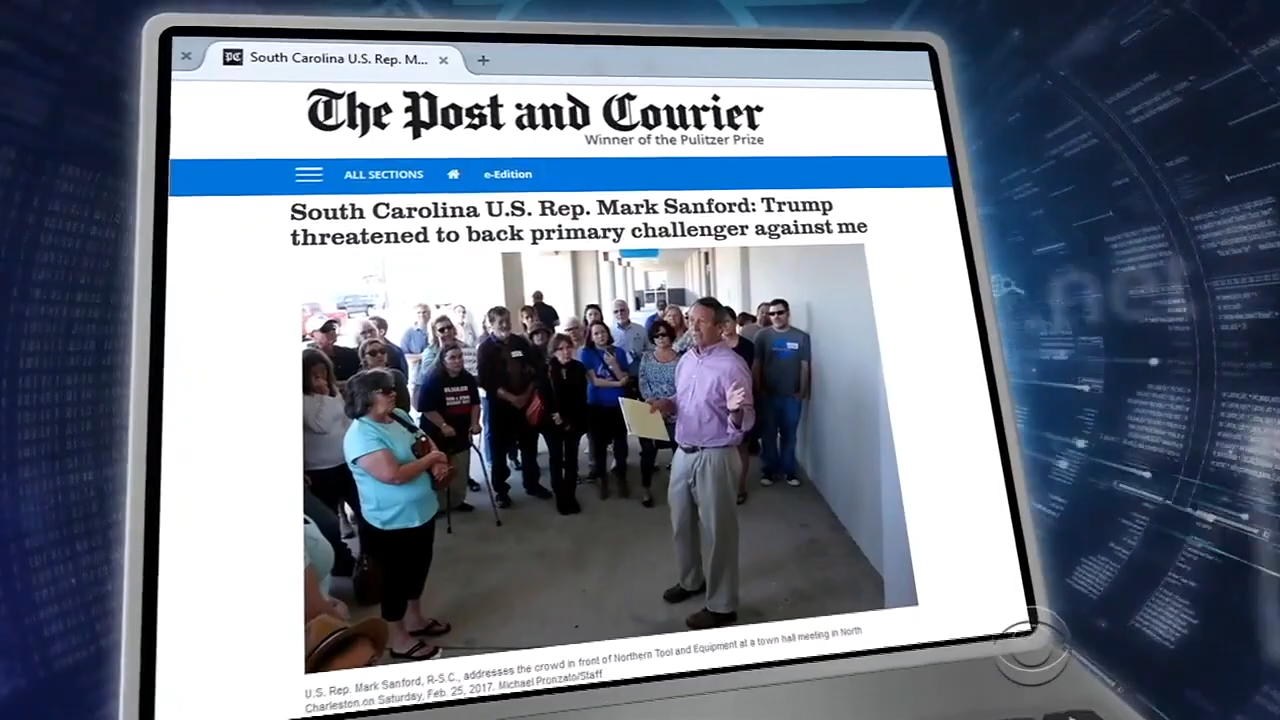 South Carolina U.S. Rep. M...
The Post and Courier
Winner of the Pulitzer Prize
ALL SECTIONS
e-Edition
South Carolina U.S. Rep. Mark Sanford: Trump
threatened to back primary challenger against me
U.S. Rep. Mark Sanford, R-S.C., addresses the crowd in front of Northern Tool and Equipment at a town hall meeting in North
Charleston on Saturday, Feb. 25, 2017. Michael Pronzato/Staff